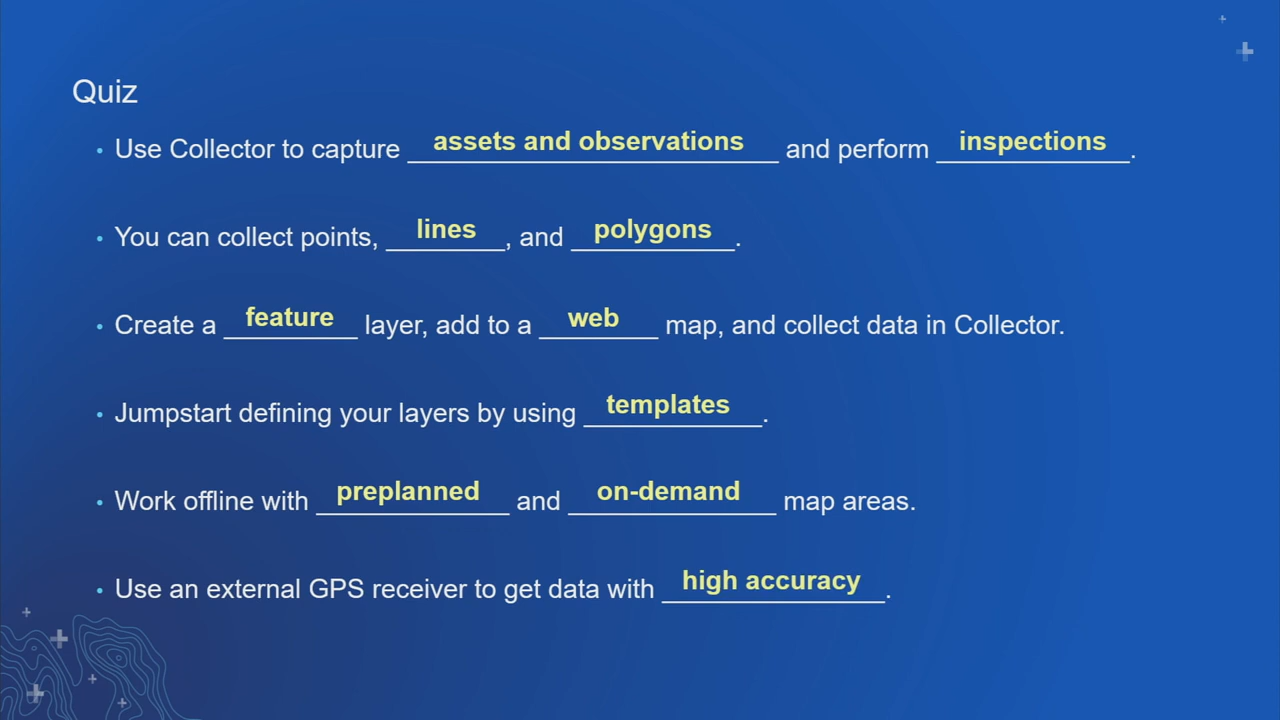 Quiz
• Use Collector to capture assets and observations and perform inspections.
• You can collect points, lines, and polygons.
• Create a feature layer, add to a web map, and collect data in Collector.
• Jumpstart defining your layers by using templates.
• Work offline with preplanned and on-demand map areas.
• Use an external GPS receiver to get data with high accuracy.